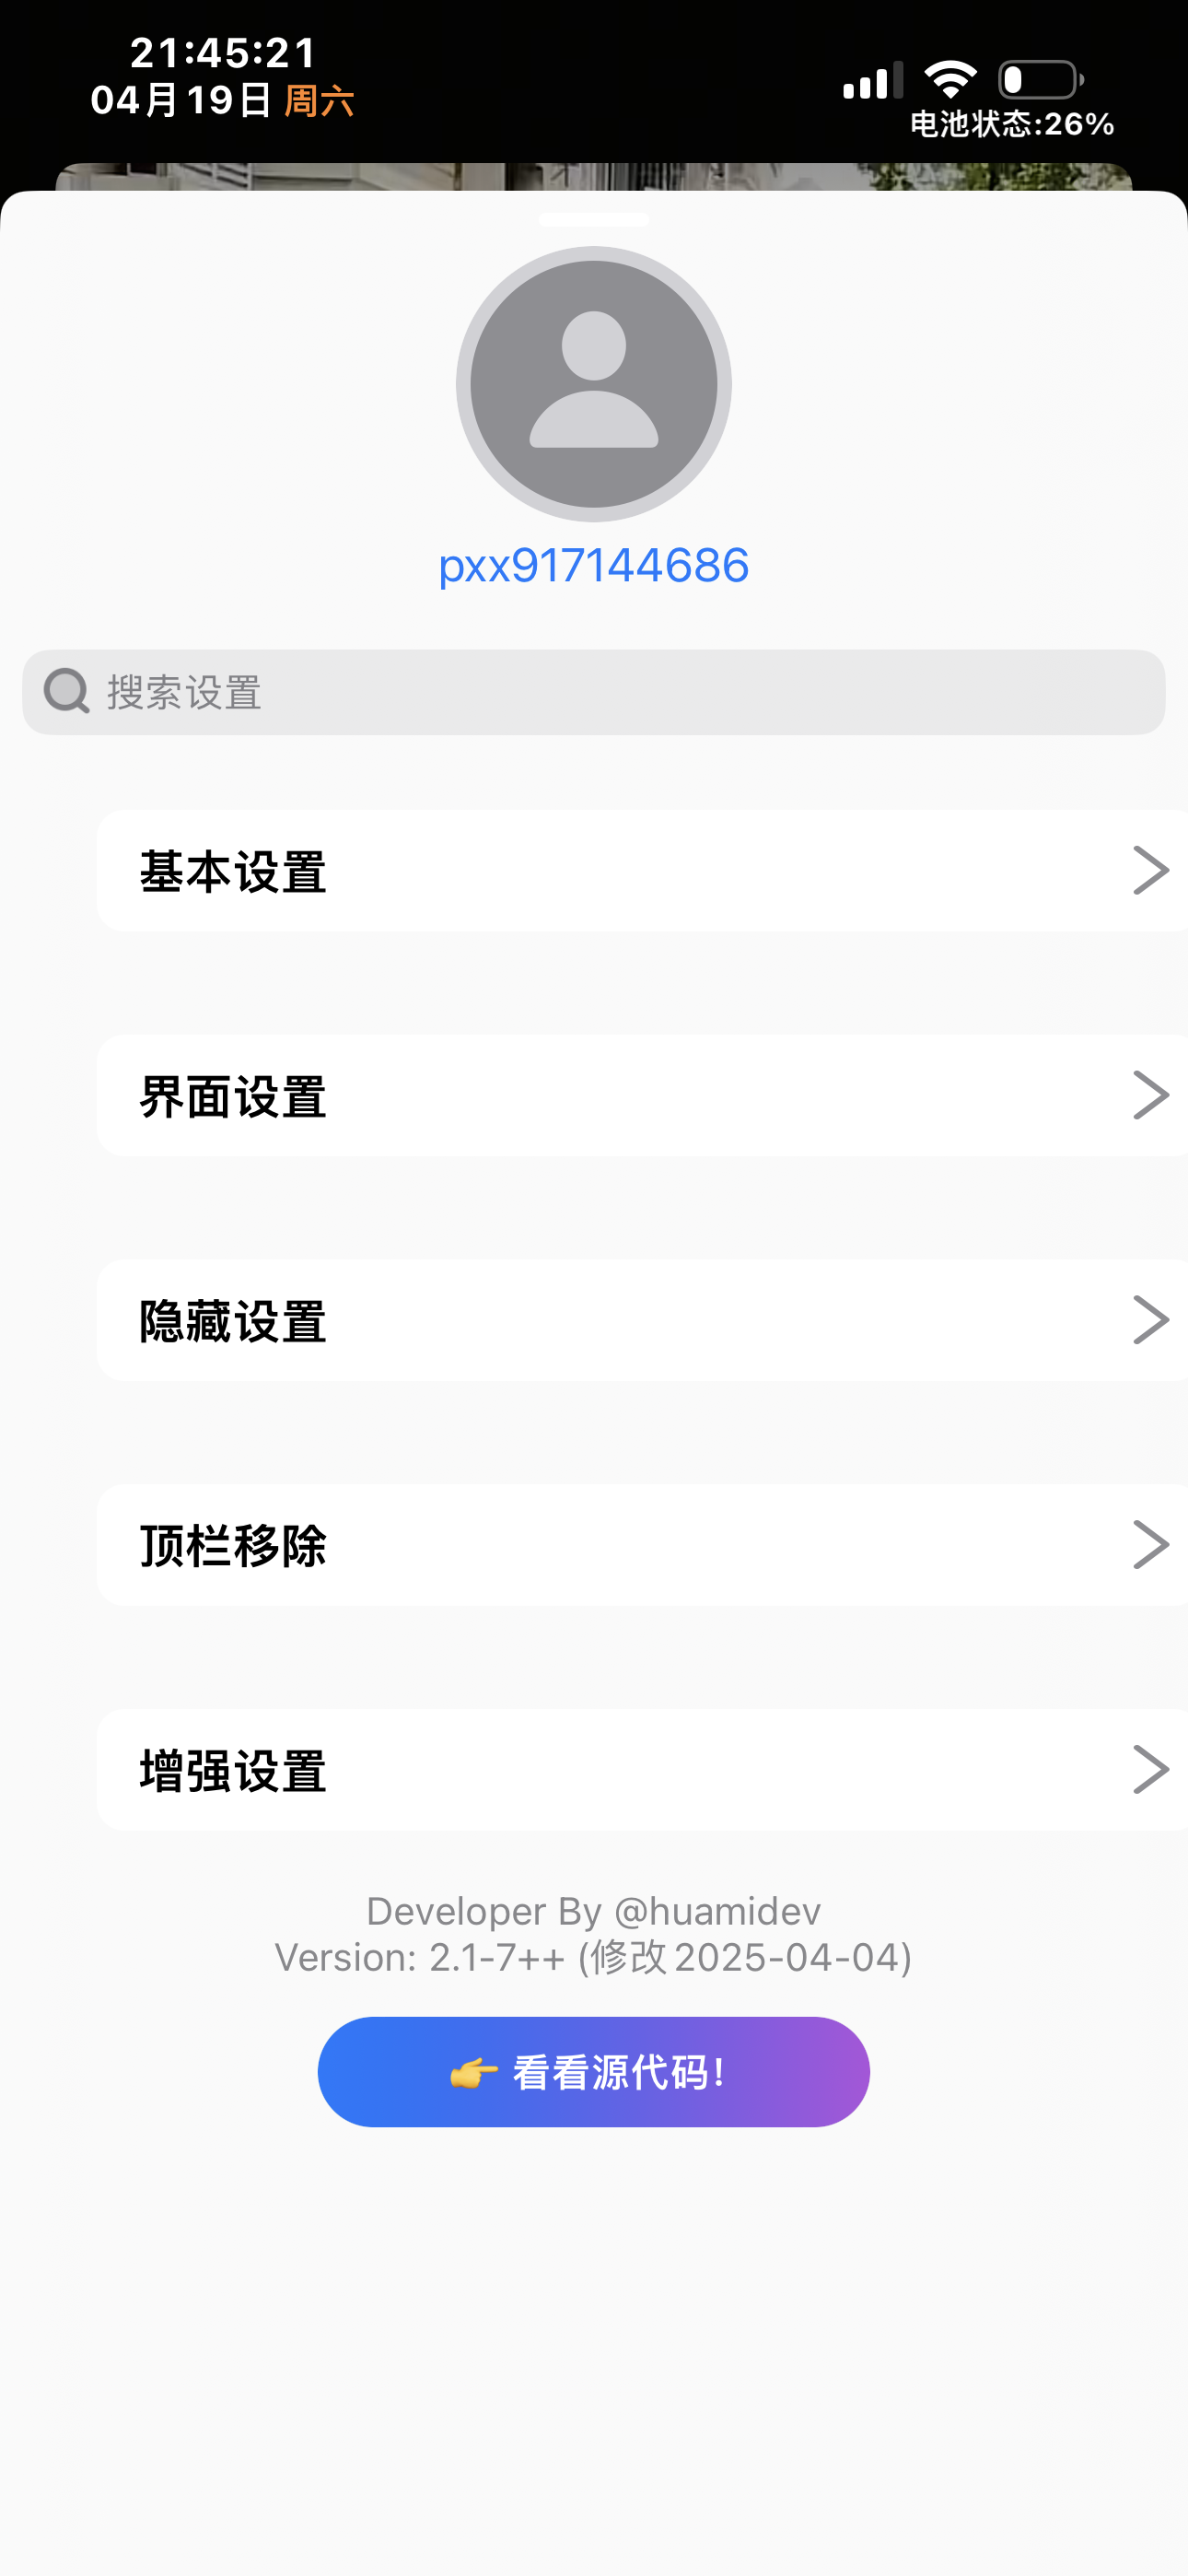 21:45:21
04月19日 周六
电池状态:26%
pxx917144686
搜索设置
基本设置
界面设置
隐藏设置
顶栏移除
增强设置
Developer By @huamidev
Version: 2.1-7++ (修改 2025-04-04)
👉 看看源代码!